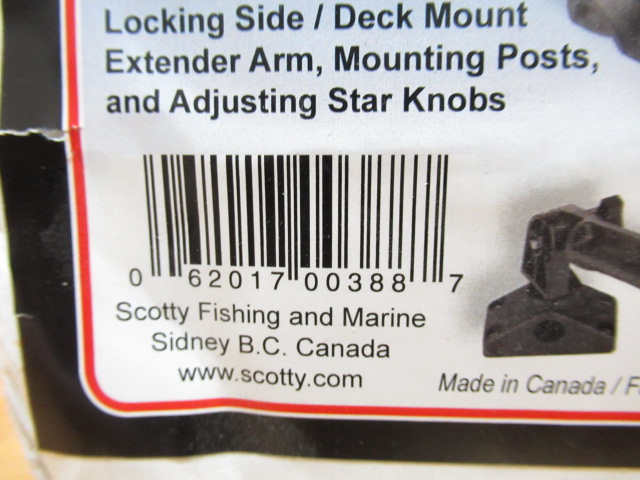 Locking Side / Deck Mount
Extender Arm, Mounting Posts,
and Adjusting Star Knobs
0 62017 00388 7
Scotty Fishing and Marine
Sidney B.C. Canada
www.scotty.com
Made in Canada /